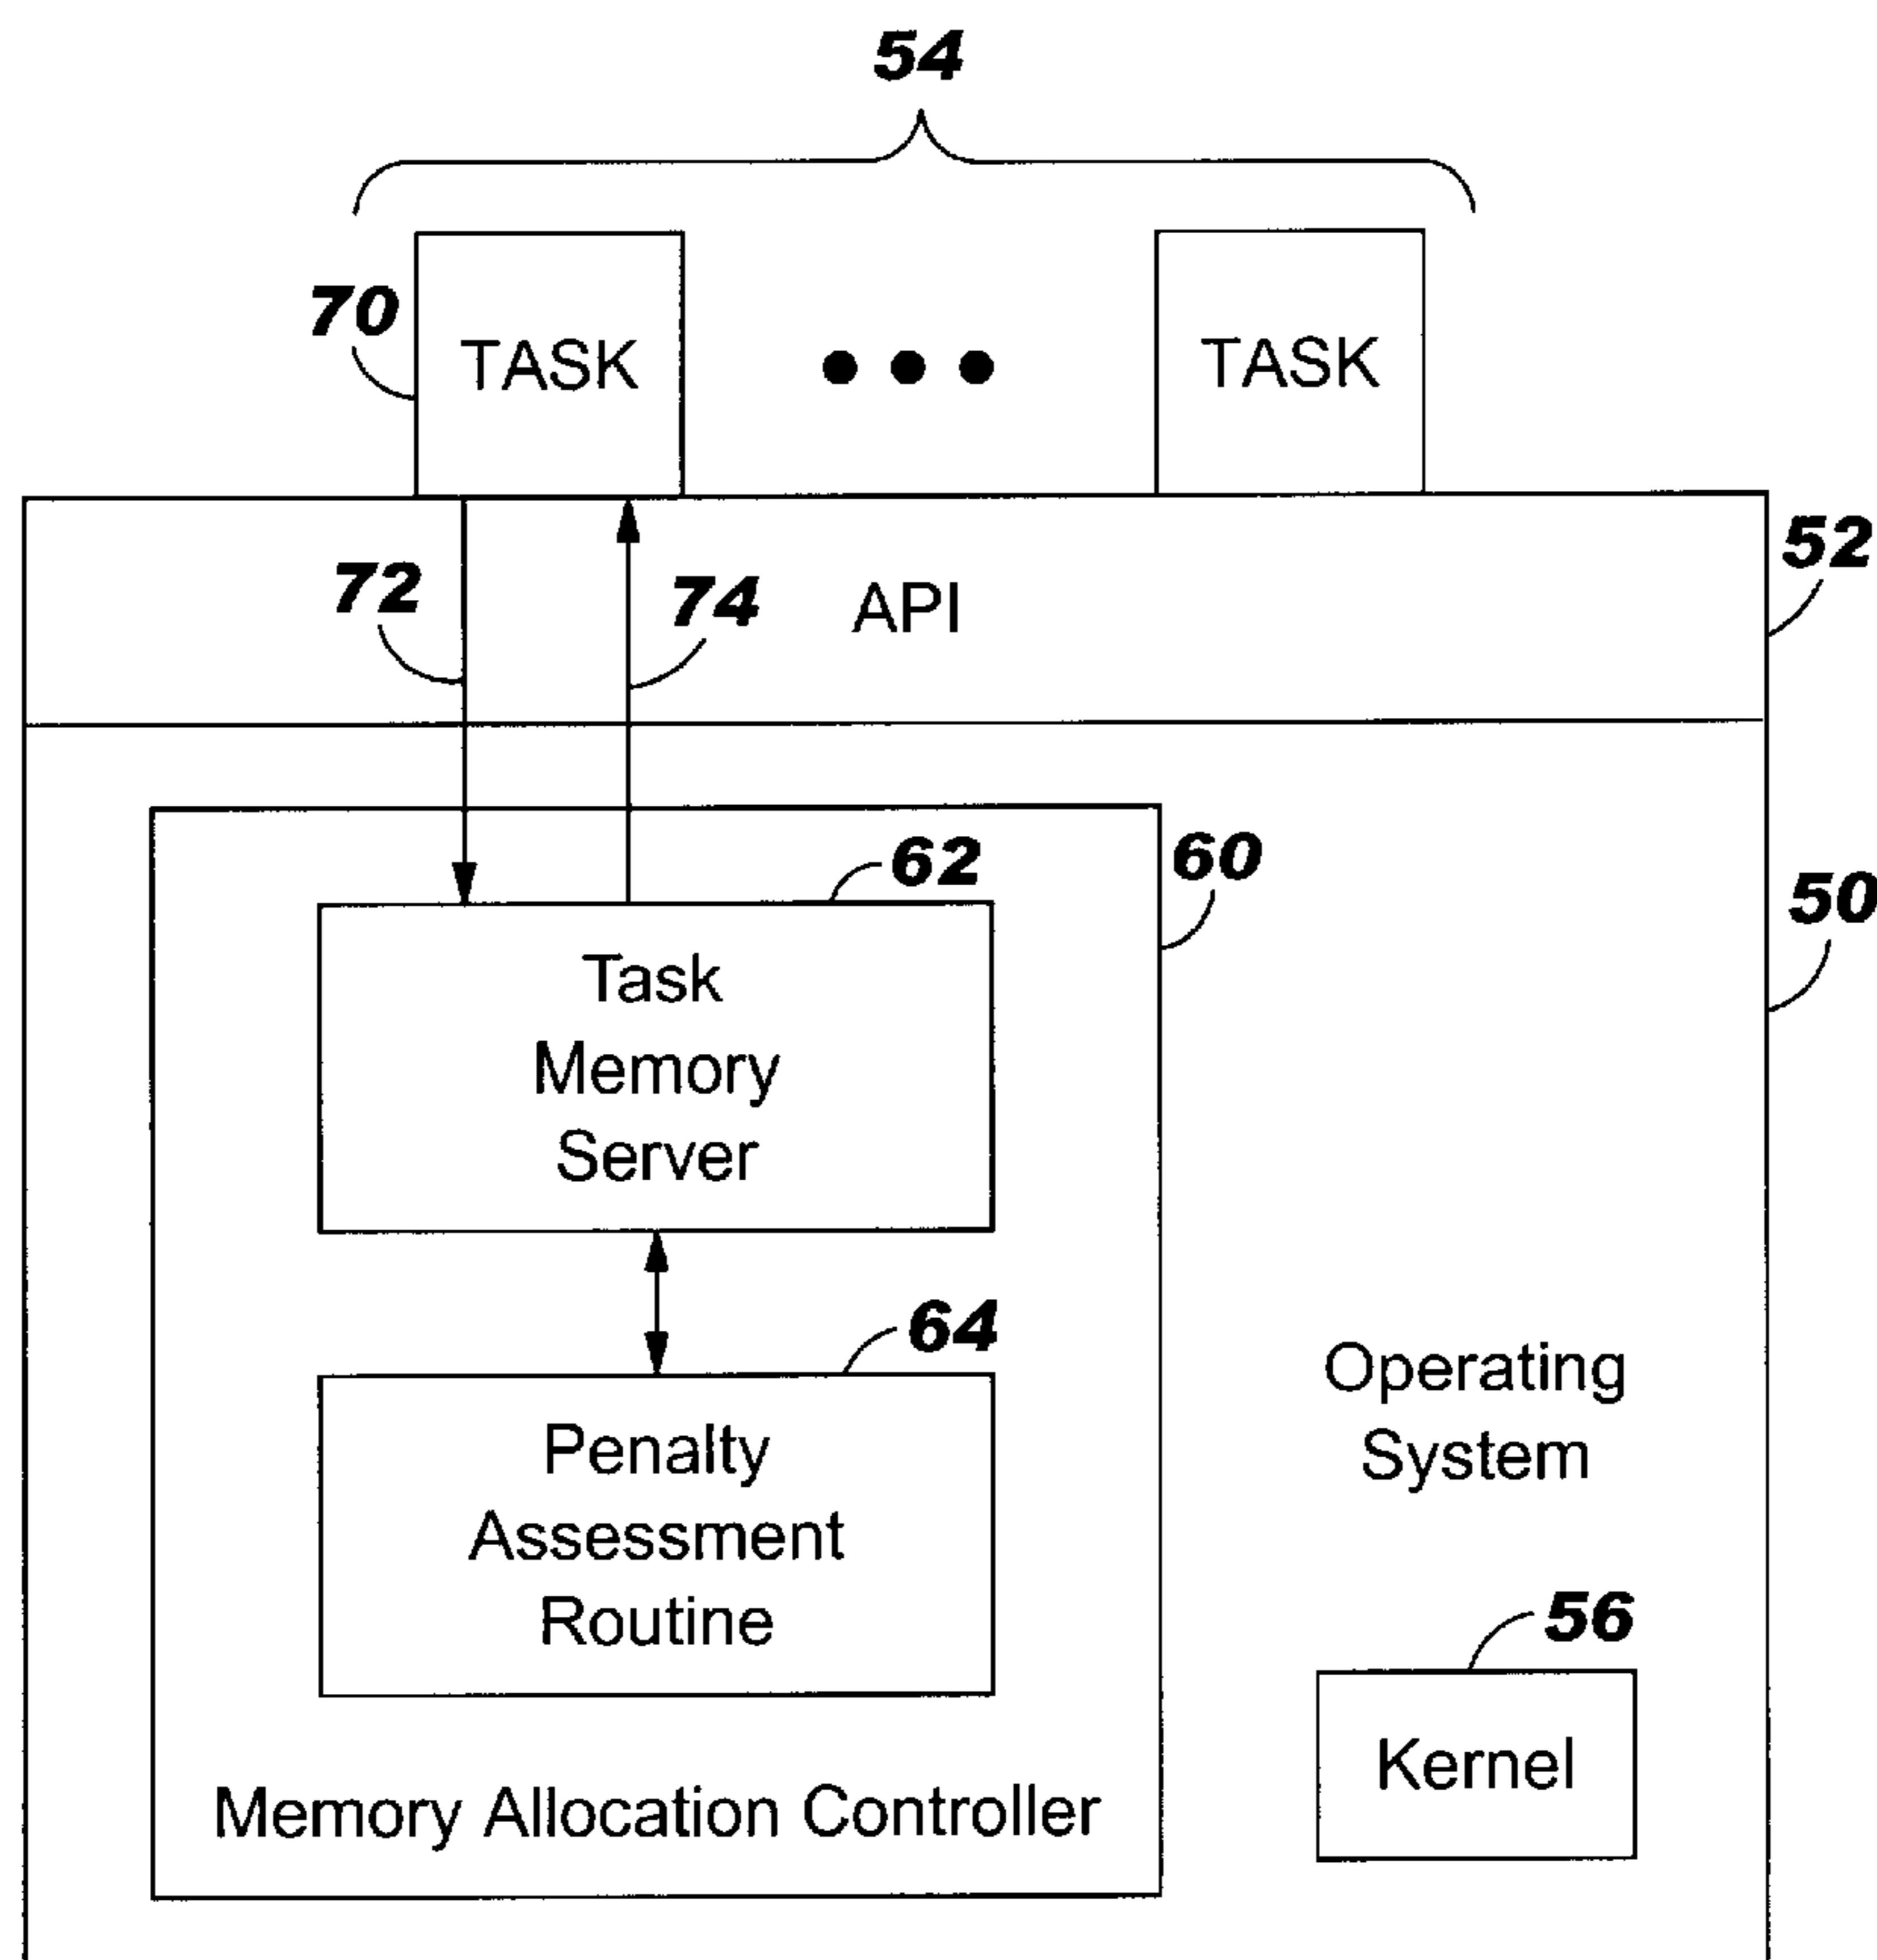 54
70
TASK
TASK
52
72
74
API
62
60
50
Task
Memory
Server
64
Operating
System
Penalty
Assessment
Routine
56
Kernel
Memory Allocation Controller